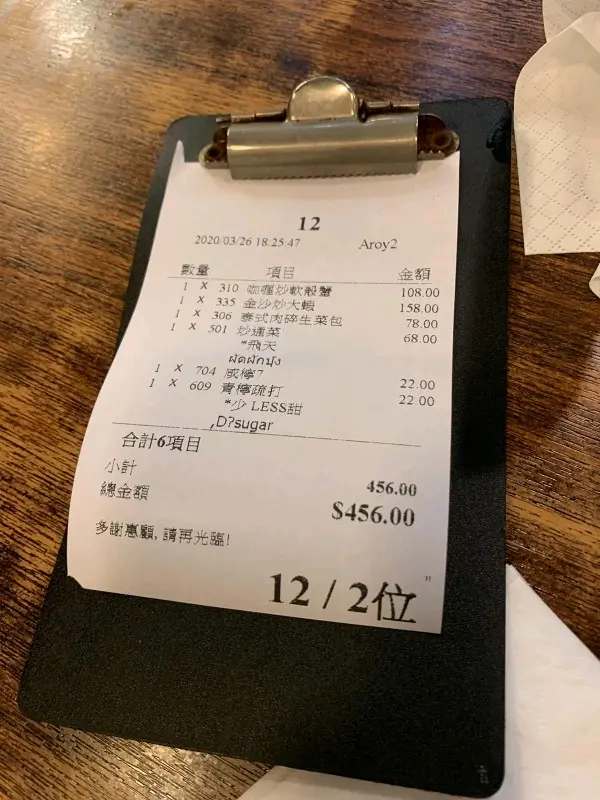 12
2020/03/26 18:25:47 Aroy2
數量 項目 金額
1 X 310 咖喱炒軟殼蟹 108.00
1 X 335 金沙炒大蝦 158.00
1 X 306 泰式肉碎生菜包 78.00
1 X 501 炒通菜 68.00
*飛天
ผัดผักบุ้ง
1 X 704 咸檸7 22.00
1 X 609 青檸疏打 22.00
*少 LESS甜
,D?sugar
合計6項目
小計 456.00
總金額 $456.00
多謝惠顧, 請再光臨!
12 / 2位 "